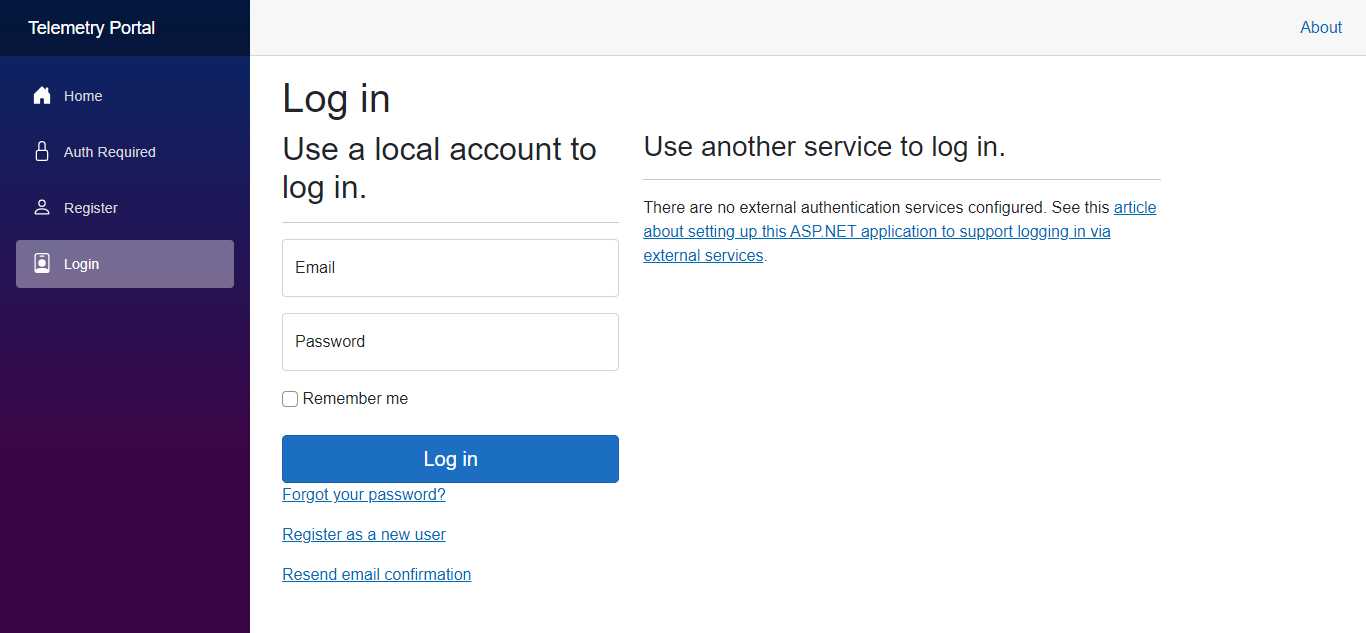 Telemetry Portal
About
Home
Auth Required
Register
Login
Log in
Use a local account to
log in.
Email
Password
Remember me
Log in
Forgot your password?
Register as a new user
Resend email confirmation
Use another service to log in.
There are no external authentication services configured. See this article
about setting up this ASP.NET application to support logging in via
external services.